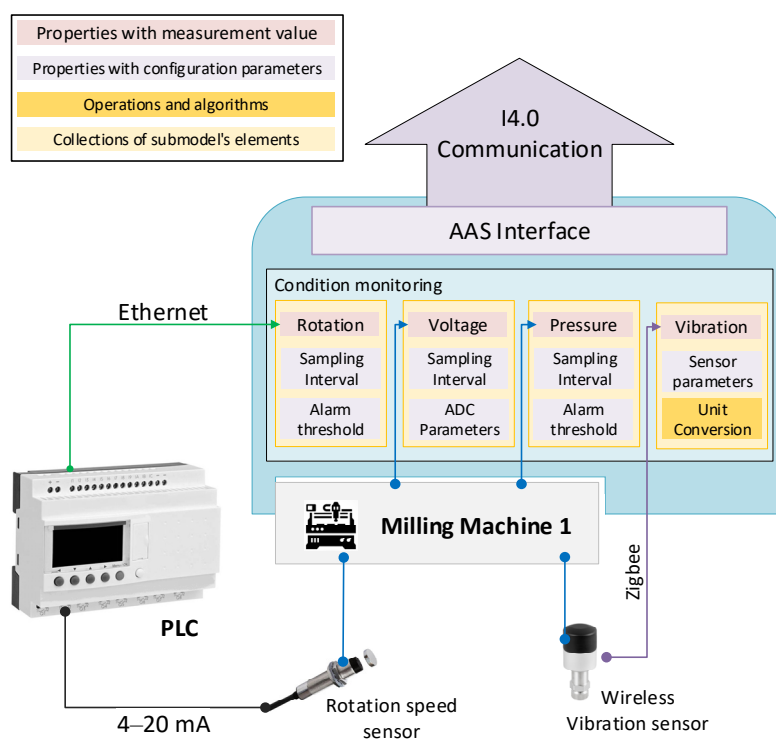 Properties with measurement value
Properties with configuration parameters
Operations and algorithms
Collections of submodel's elements
I4.0
Communication
AAS Interface
Condition monitoring
Ethernet
Rotation
Sampling
Interval
Alarm
threshold
Voltage
Sampling
Interval
ADC
Parameters
Pressure
Sampling
Interval
Alarm
threshold
Vibration
Sensor
parameters
Unit
Conversion
Milling Machine 1
Zigbee
PLC
4–20 mA
Rotation speed
sensor
Wireless
Vibration sensor